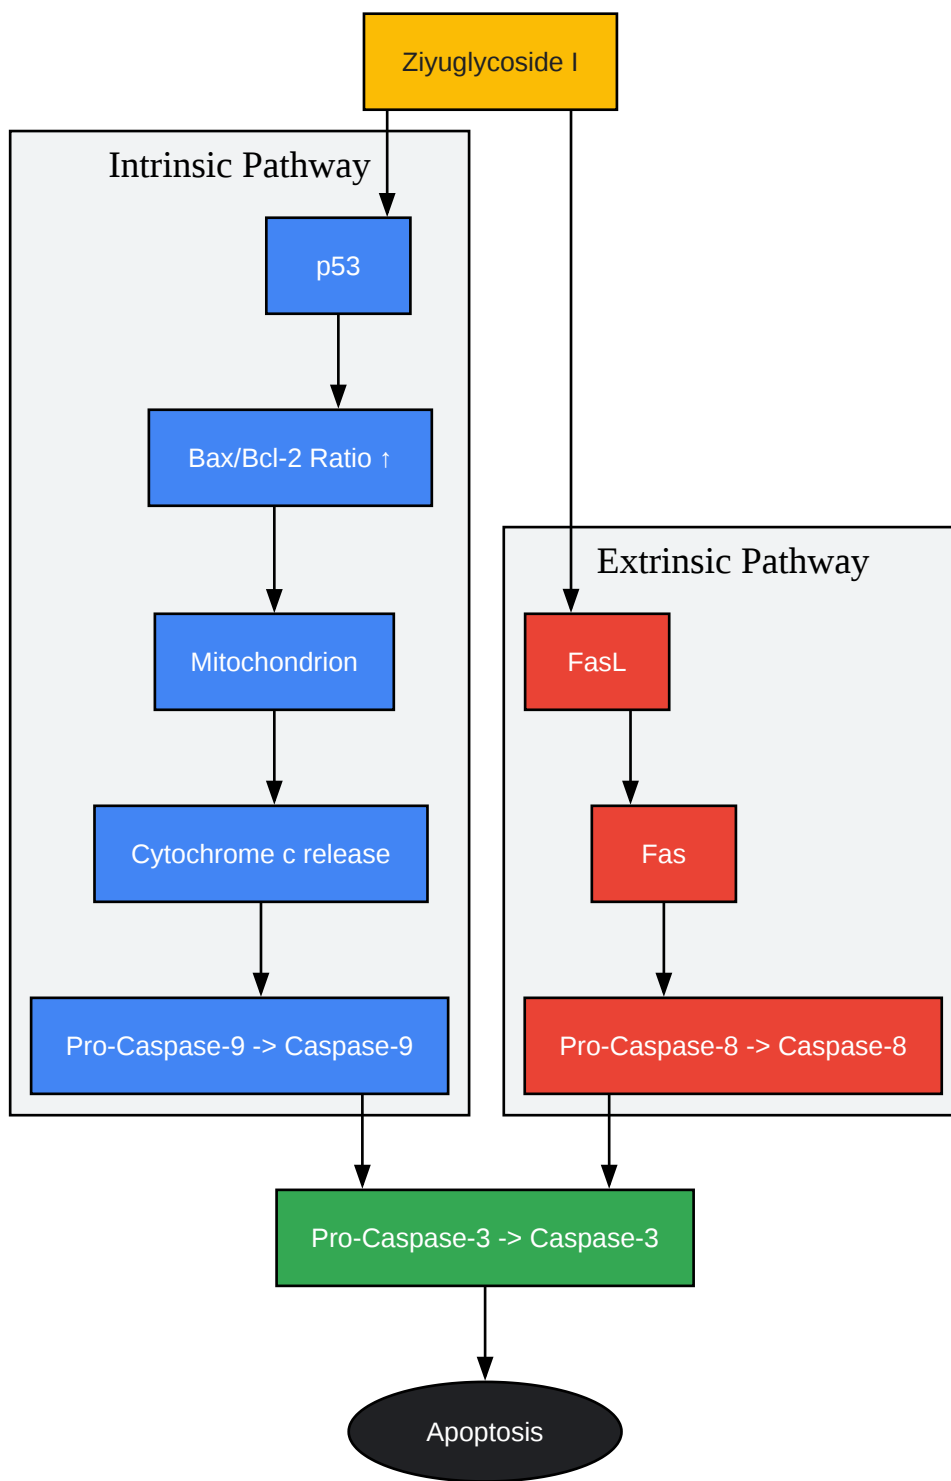 Ziyuglycoside I
Intrinsic Pathway
p53
Bax/Bcl-2 Ratio ↑
Mitochondrion
Cytochrome c release
Pro-Caspase-9 -> Caspase-9
Extrinsic Pathway
FasL
Fas
Pro-Caspase-8 -> Caspase-8
Pro-Caspase-3 -> Caspase-3
Apoptosis